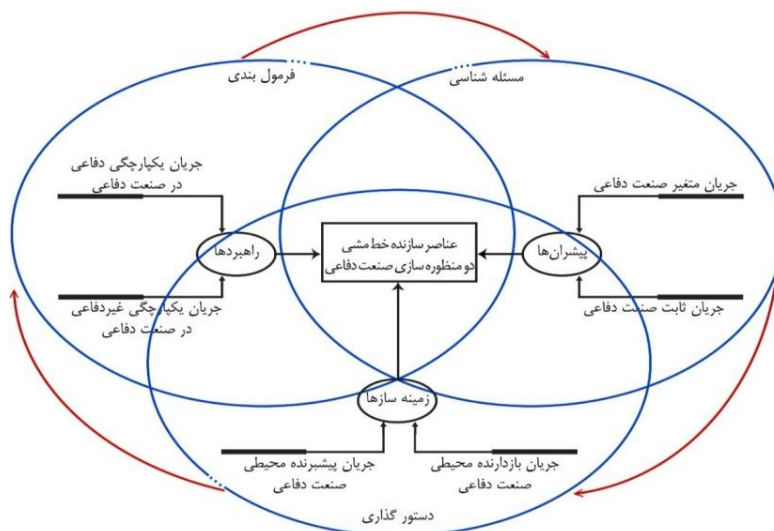 مسئله شناسی
فرمول بندی
جریان یکپارچگی دفاعی
در صنعت دفاعی
جریان متغیر صنعت دفاعی
پیشران‌ها
عناصر سازنده خط مشی
دو منظوره سازی صنعت دفاعی
راهبردها
جریان ثابت صنعت دفاعی
جریان یکپارچگی غیردفاعی
در صنعت دفاعی
زمینه سازها
جریان بازدارنده محیطی
صنعت دفاعی
جریان پیشبرنده محیطی
صنعت دفاعی
دستور گذاری